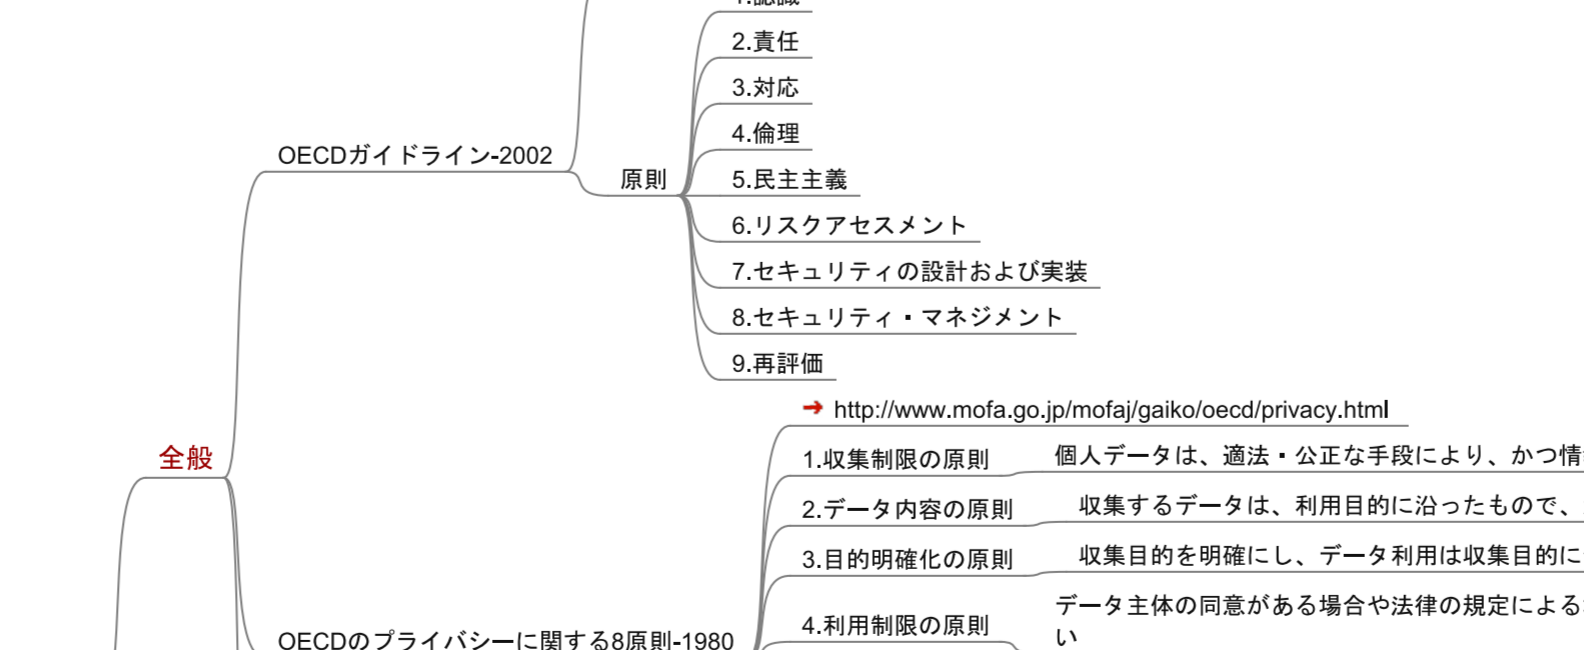 1.認識
2.責任
3.対応
4.倫理
OECDガイドライン-2002
原則
5.民主主義
6.リスクアセスメント
7.セキュリティの設計および実装
8.セキュリティ・マネジメント
9.再評価
http://www.mofa.go.jp/mofaj/gaiko/oecd/privacy.html
全般
1.収集制限の原則
個人データは、適法・公正な手段により、かつ情
2.データ内容の原則
収集するデータは、利用目的に沿ったもので、
3.目的明確化の原則
収集目的を明確にし、データ利用は収集目的に
4.利用制限の原則
データ主体の同意がある場合や法律の規定による
い
OECDのプライバシーに関する8原則-1980